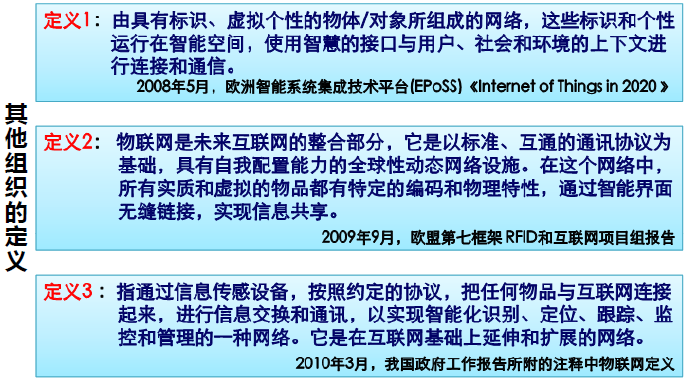 其他组织的定义
定义1：由具有标识、虚拟个性的物体/对象所组成的网络，这些标识和个性
运行在智能空间，使用智慧的接口与用户、社会和环境的上下文进
行连接和通信。
2008年5月，欧洲智能系统集成技术平台(EPoSS)《Internet of Things in 2020 》
定义2： 物联网是未来互联网的整合部分，它是以标准、互通的通讯协议为
基础，具有自我配置能力的全球性动态网络设施。在这个网络中，
所有实质和虚拟的物品都有特定的编码和物理特性，通过智能界面
无缝链接，实现信息共享。
2009年9月，欧盟第七框架 RFID和互联网项目组报告
定义3 ：指通过信息传感设备，按照约定的协议，把任何物品与互联网连接
起来，进行信息交换和通讯，以实现智能化识别、定位、跟踪、监
控和管理的一种网络。它是在互联网基础上延伸和扩展的网络。
2010年3月，我国政府工作报告所附的注释中物联网定义